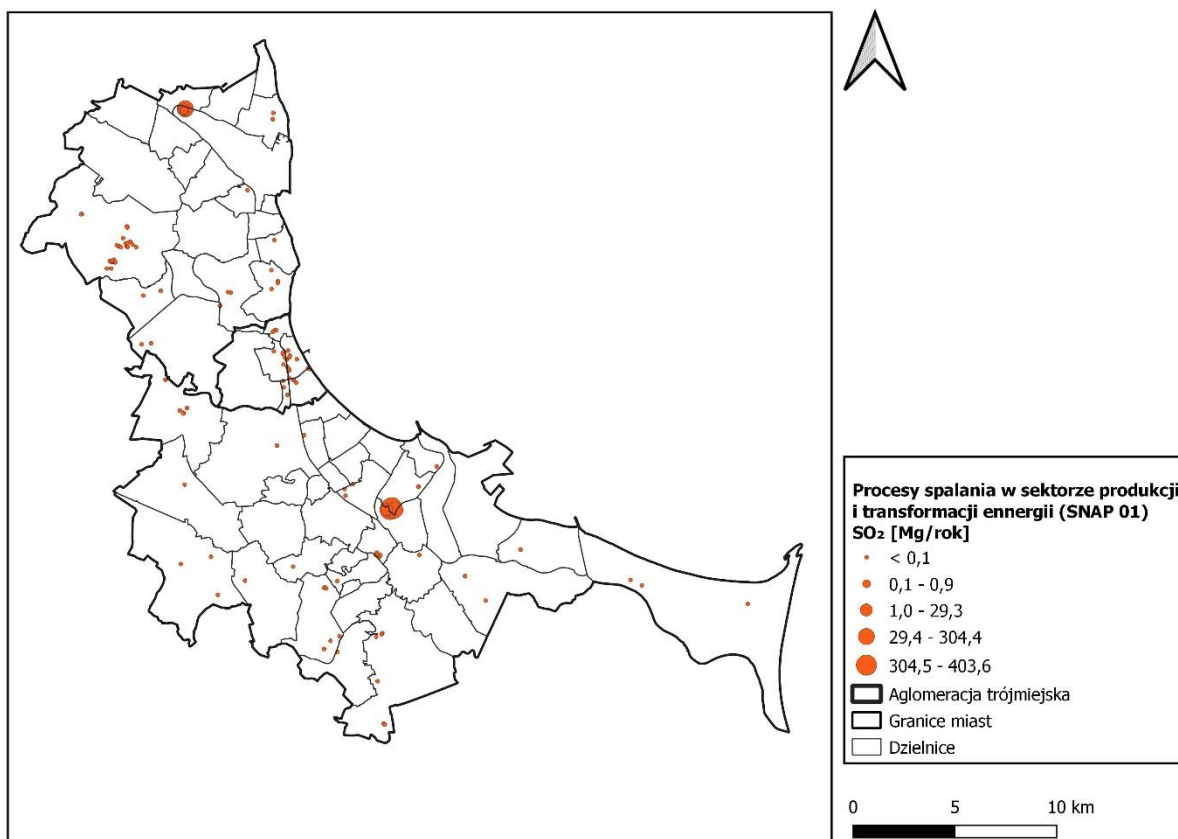 Procesy spalania w sektorze produkcji
i transformacji ennergii (SNAP 01)
SO₂ [Mg/rok]
< 0,1
0,1 - 0,9
1,0 - 29,3
29,4 - 304,4
304,5 - 403,6
Aglomeracja trójmiejska
Granice miast
Dzielnice
0 5 10 km